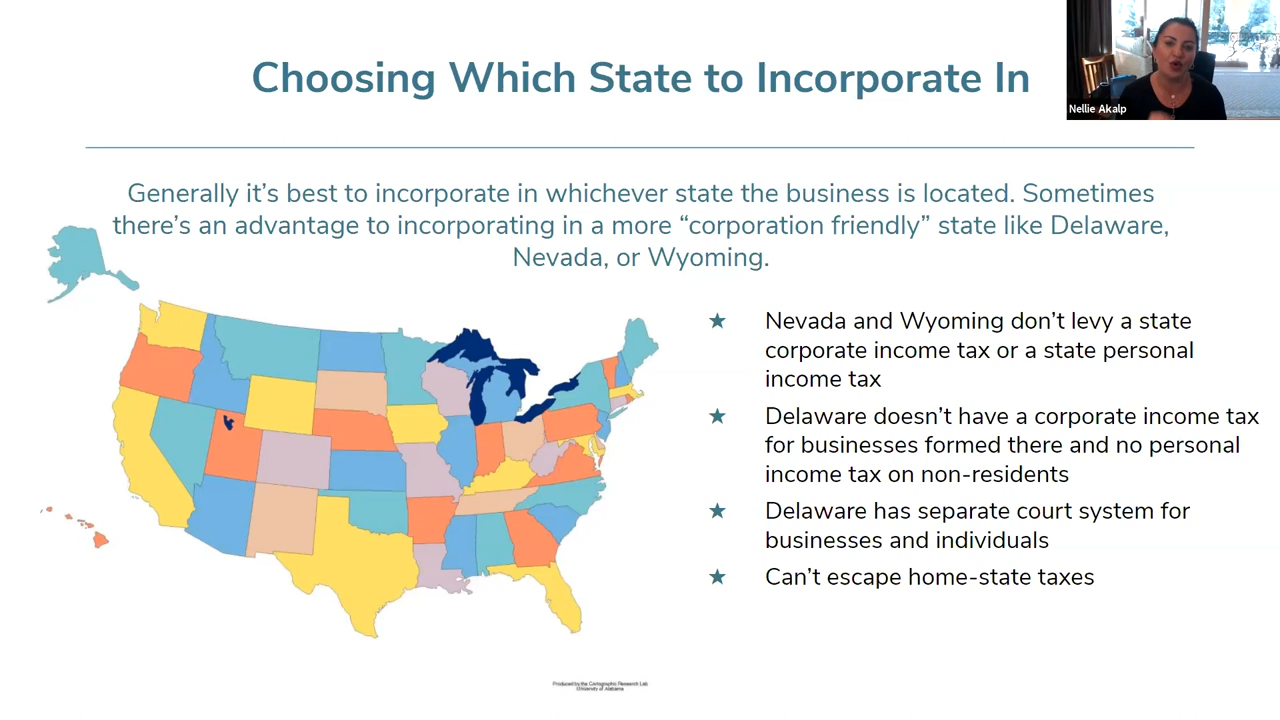 Choosing Which State to Incorporate In
Nellie Akalp
Generally it’s best to incorporate in whichever state the business is located. Sometimes
there’s an advantage to incorporating in a more “corporation friendly” state like Delaware,
Nevada, or Wyoming.
★ Nevada and Wyoming don’t levy a state
corporate income tax or a state personal
income tax
★ Delaware doesn’t have a corporate income tax
for businesses formed there and no personal
income tax on non-residents
★ Delaware has separate court system for
businesses and individuals
★ Can’t escape home-state taxes
Produced by the Cartographic Research Lab
University of Alabama